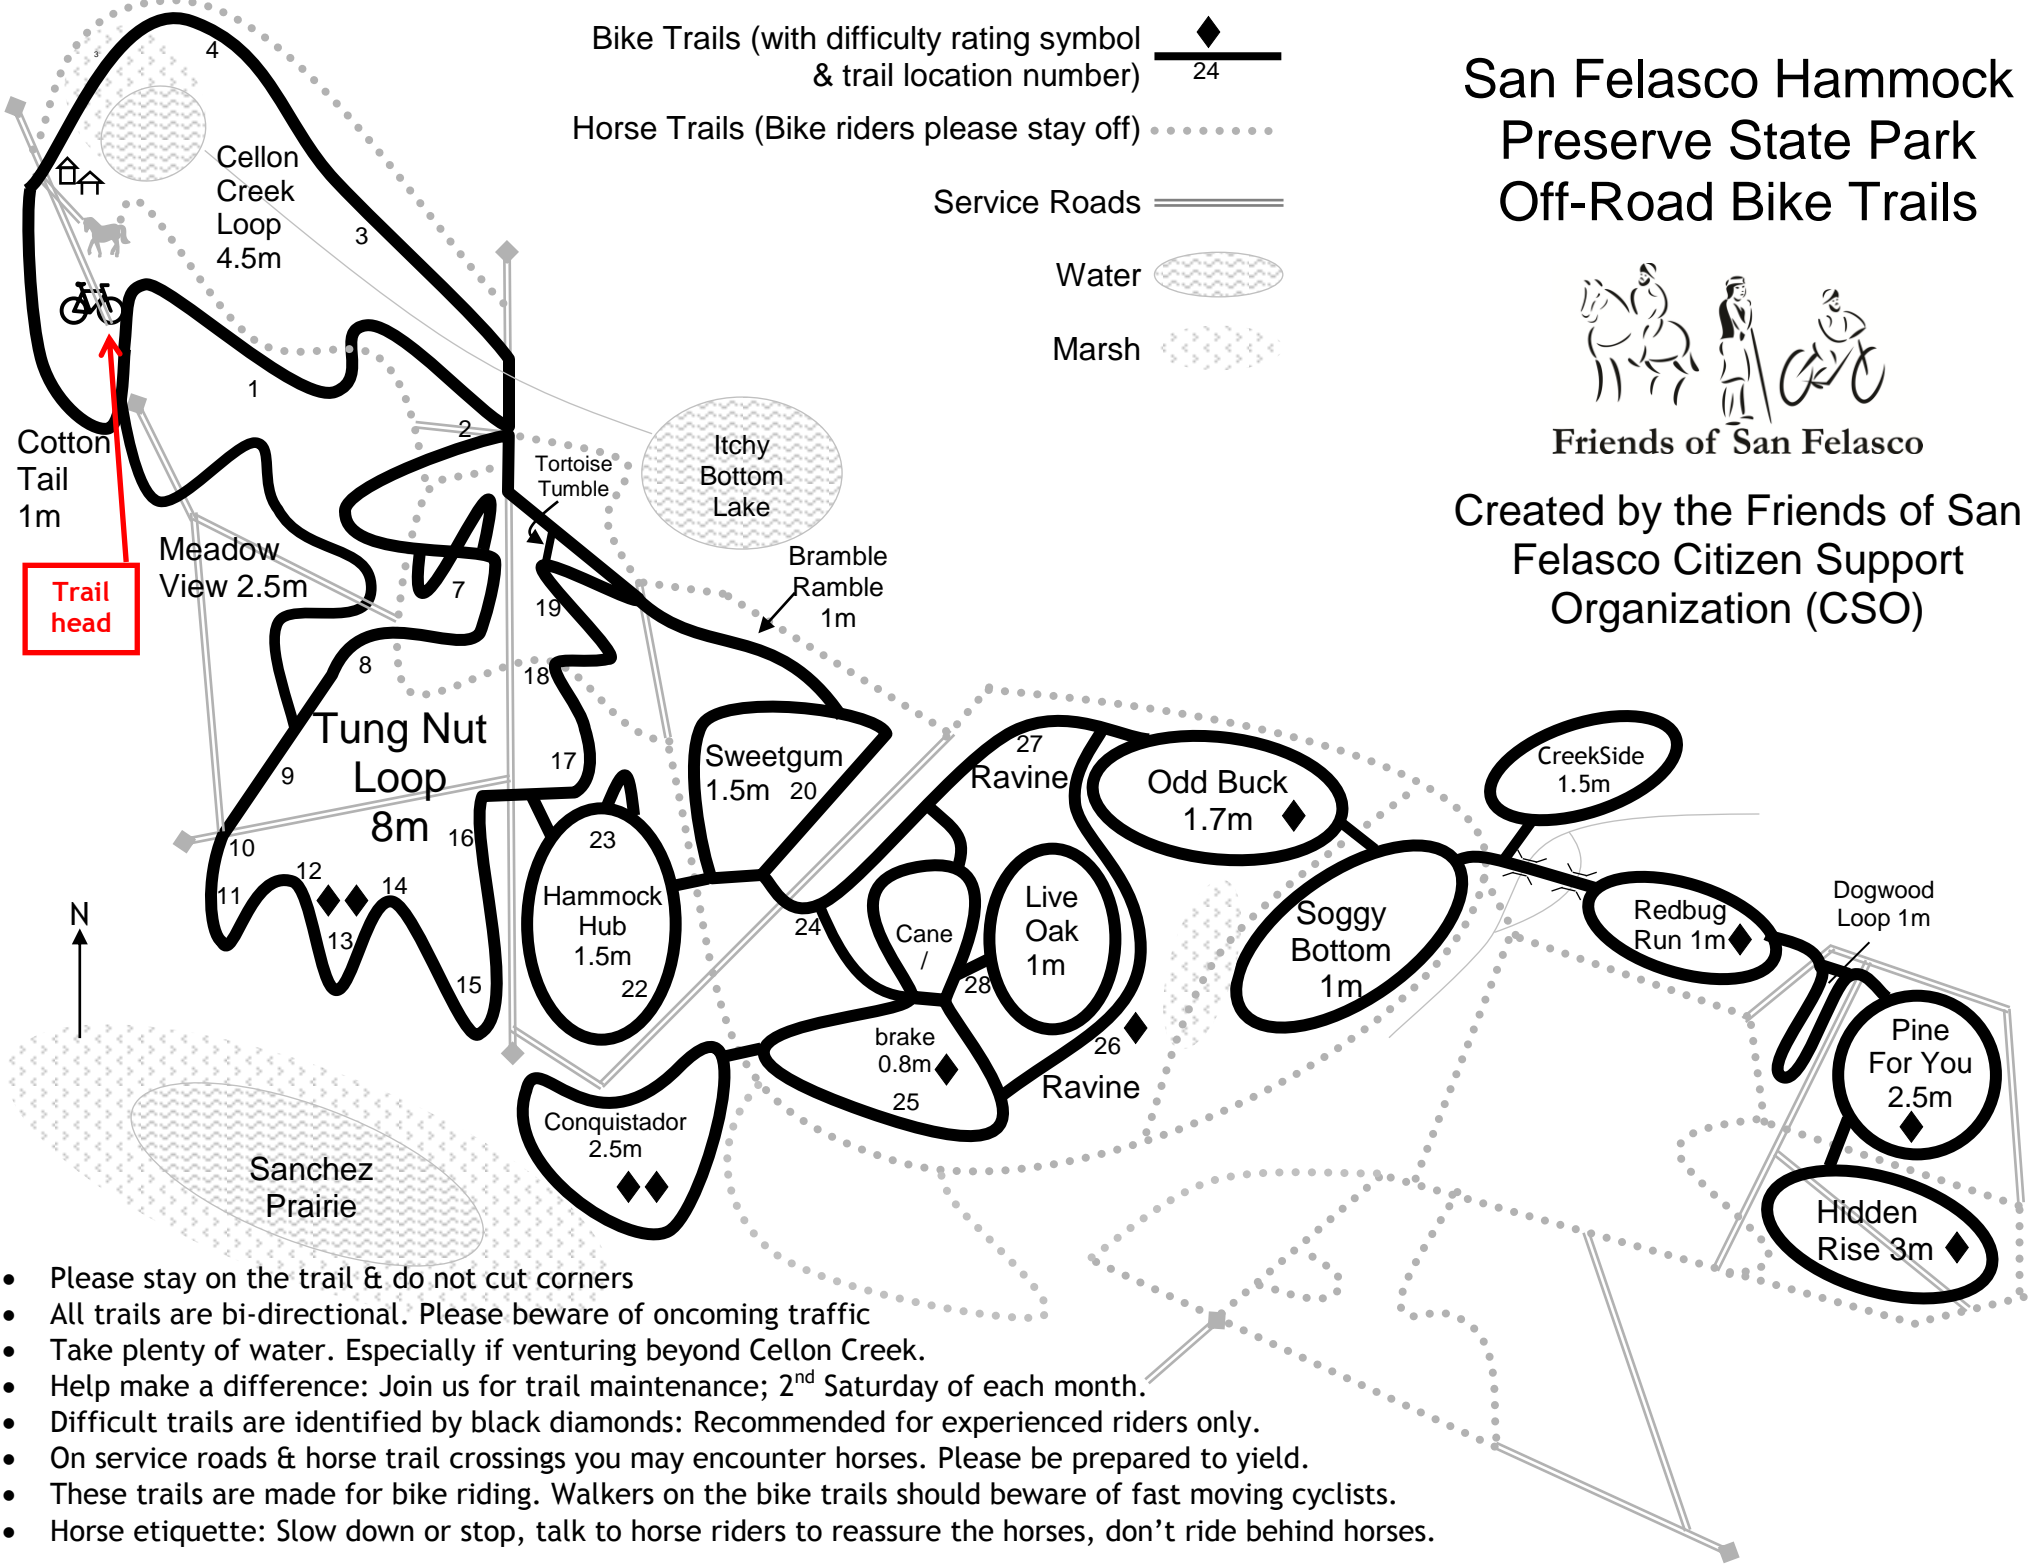 Bike Trails (with difficulty rating symbol
& trail location number)
24
Horse Trails (Bike riders please stay off)
Service Roads
Water
Marsh
San Felasco Hammock
Preserve State Park
Off-Road Bike Trails
Friends of San Felasco
Created by the Friends of San
Felasco Citizen Support
Organization (CSO)
3
4
Cellon
Creek
Loop
4.5m
3
1
2
Cotton
Tail
1m
Trail
head
Meadow
View 2.5m
Tortoise
Tumble
Itchy
Bottom
Lake
Bramble
Ramble
1m
7
19
8
18
Tung Nut
Loop
8m
9
17
16
10
11
12
13
14
15
Sweetgum
1.5m
20
23
Hammock
Hub
1.5m
22
27
Ravine
Odd Buck
1.7m
CreekSide
1.5m
24
Cane
/
brake
0.8m
25
28
Live
Oak
1m
26
Ravine
Soggy
Bottom
1m
Redbug
Run 1m
Dogwood
Loop 1m
Pine
For You
2.5m
Hidden
Rise 3m
Conquistador
2.5m
N
Sanchez
Prairie
• Please stay on the trail & do not cut corners
• All trails are bi-directional. Please beware of oncoming traffic
• Take plenty of water. Especially if venturing beyond Cellon Creek.
• Help make a difference: Join us for trail maintenance; 2nd Saturday of each month.
• Difficult trails are identified by black diamonds: Recommended for experienced riders only.
• On service roads & horse trail crossings you may encounter horses. Please be prepared to yield.
• These trails are made for bike riding. Walkers on the bike trails should beware of fast moving cyclists.
• Horse etiquette: Slow down or stop, talk to horse riders to reassure the horses, don’t ride behind horses.